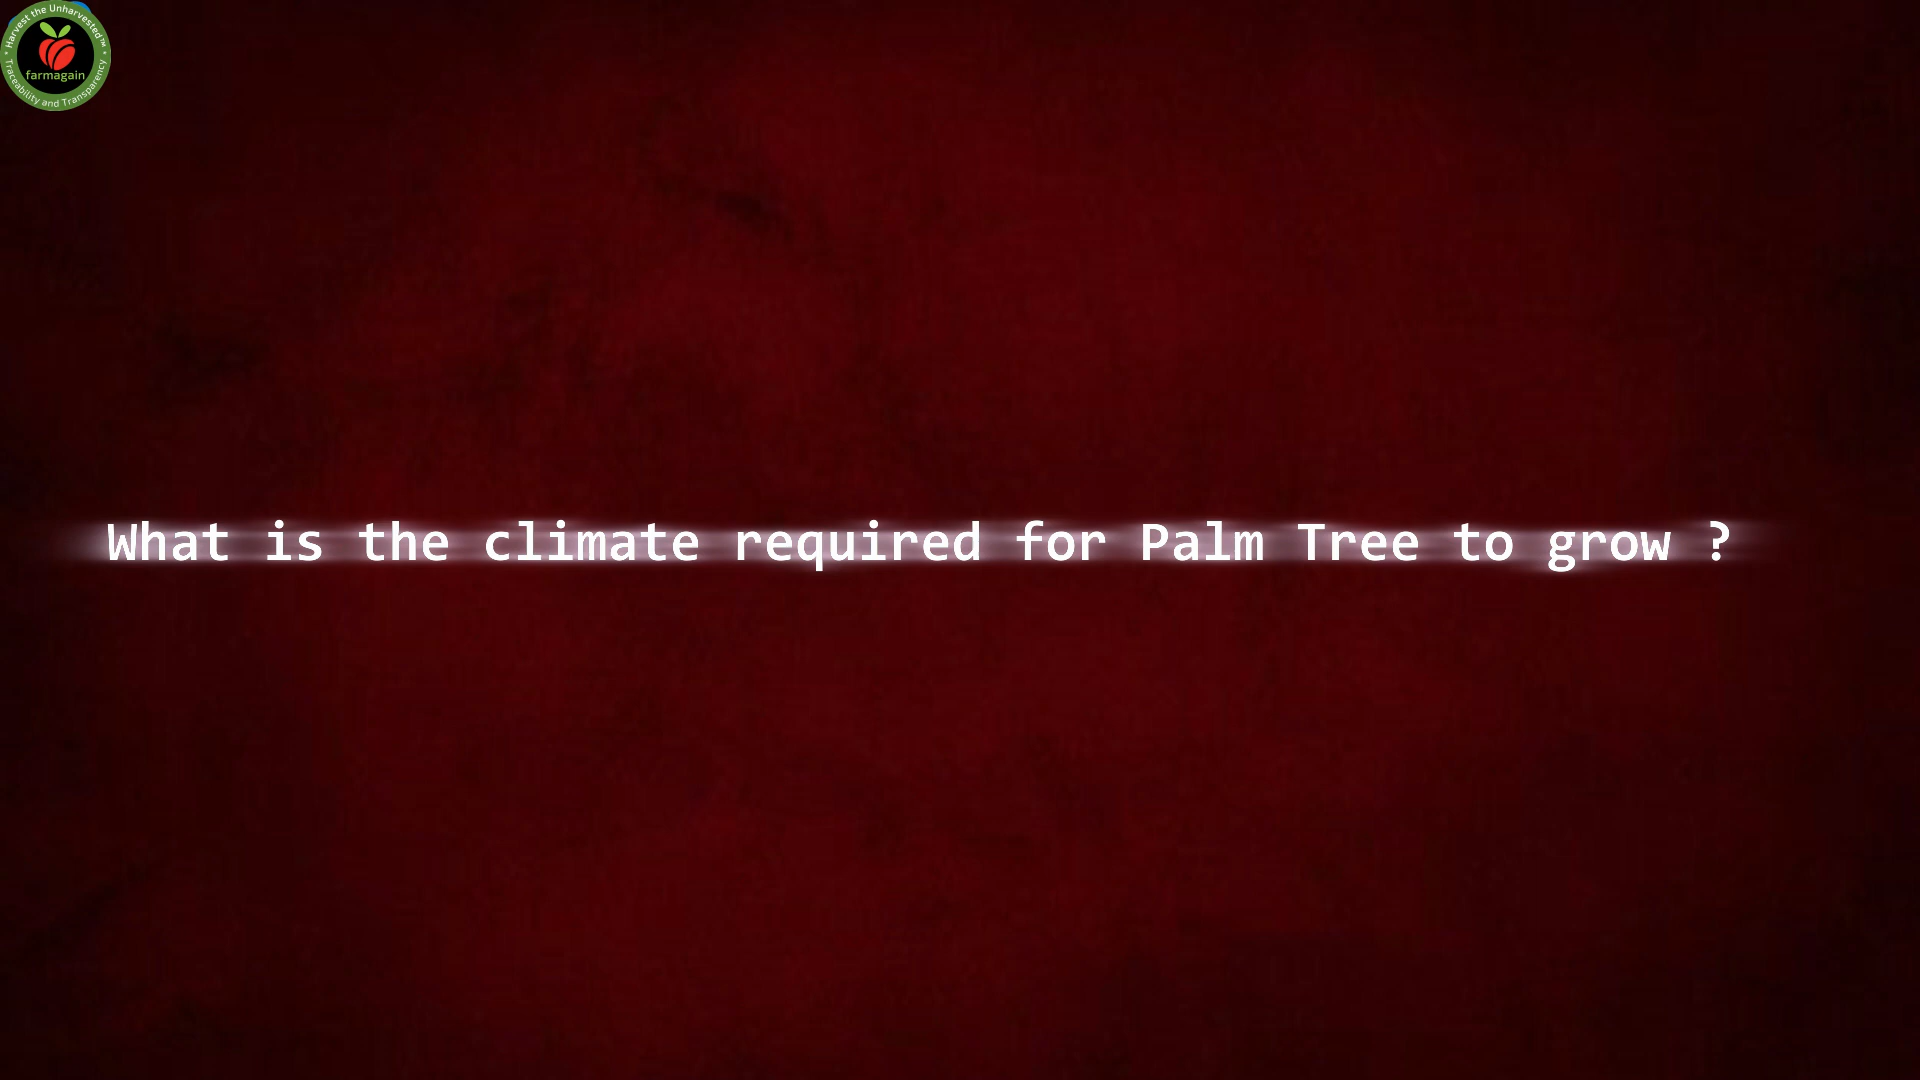 Harvest the Unharvested™
farmagain
Traceability and Transparency
What is the climate required for Palm Tree to grow ?